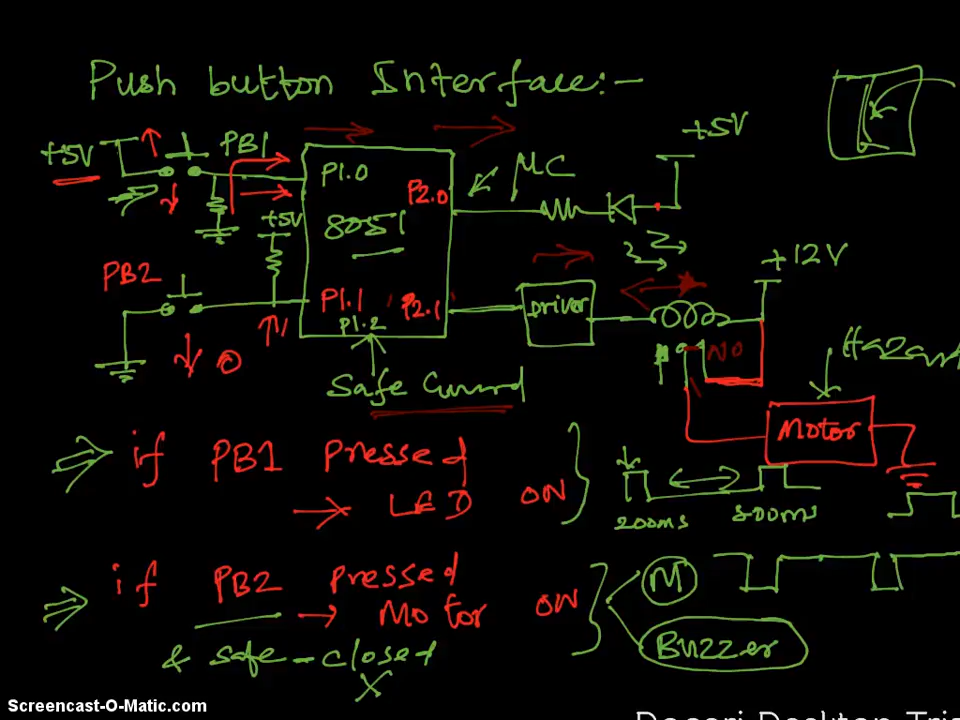 Push button Interface:-
+5V
PB1
P1.0
P2.0
μC
+5V
8051
+5V
PB2
P1.1
P2.1
P1.2
Driver
+12V
NO
Safe Guard
Motor
if PB1 Pressed
→ LED ON
200ms
if PB2 Pressed
→ Motor ON
& safe-closed
M
Buzzer
Screencast-O-Matic.com